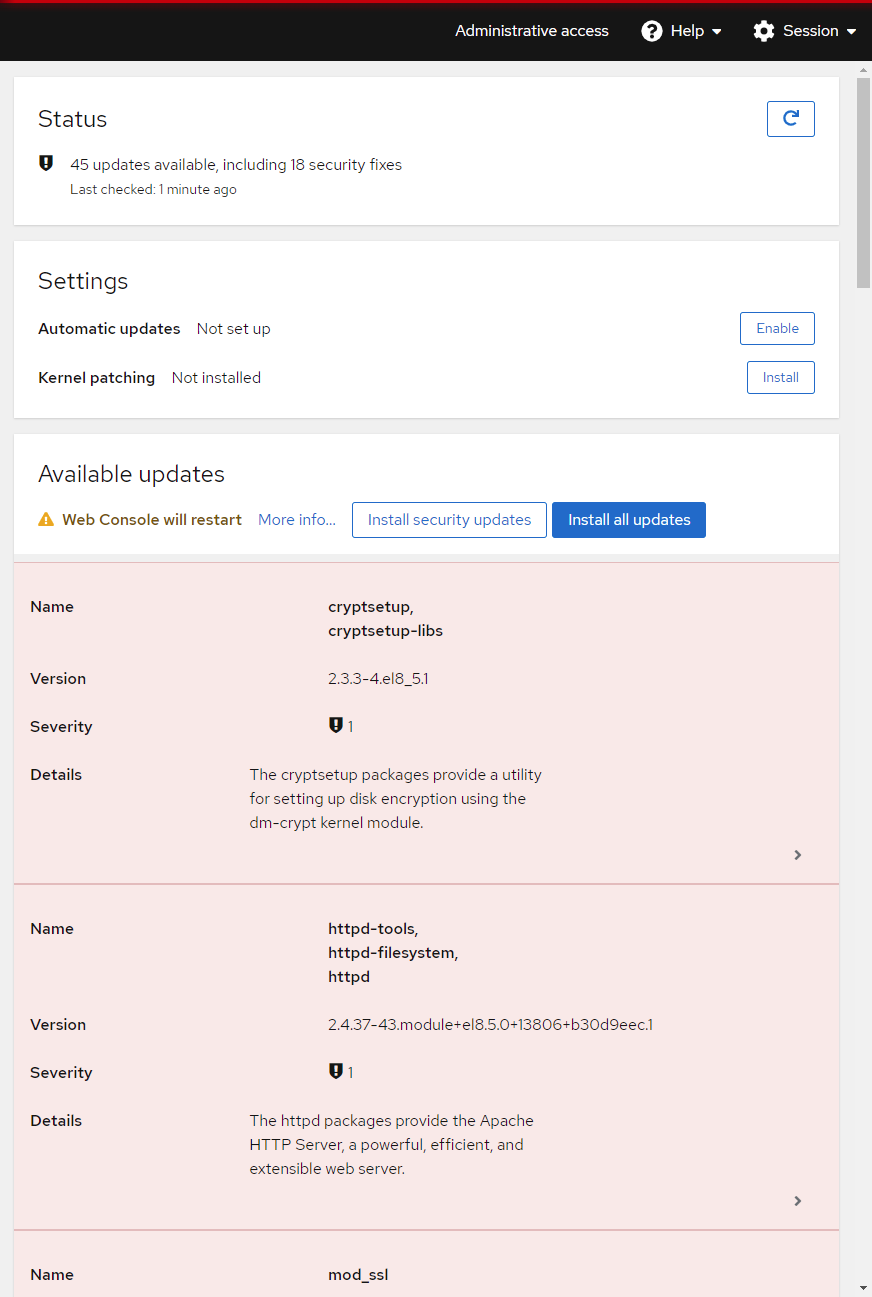 Administrative access Help Session
Status
45 updates available, including 18 security fixes
Last checked: 1 minute ago
Settings
Automatic updates Not set up Enable
Kernel patching Not installed Install
Available updates
Web Console will restart More info... Install security updates Install all updates
Name cryptsetup,
cryptsetup-libs
Version 2.3.3-4.el8_5.1
Severity 1
Details The cryptsetup packages provide a utility
for setting up disk encryption using the
dm-crypt kernel module.
Name httpd-tools,
httpd-filesystem,
httpd
Version 2.4.37-43.module+el8.5.0+13806+b30d9eec.1
Severity 1
Details The httpd packages provide the Apache
HTTP Server, a powerful, efficient, and
extensible web server.
Name mod_ssl